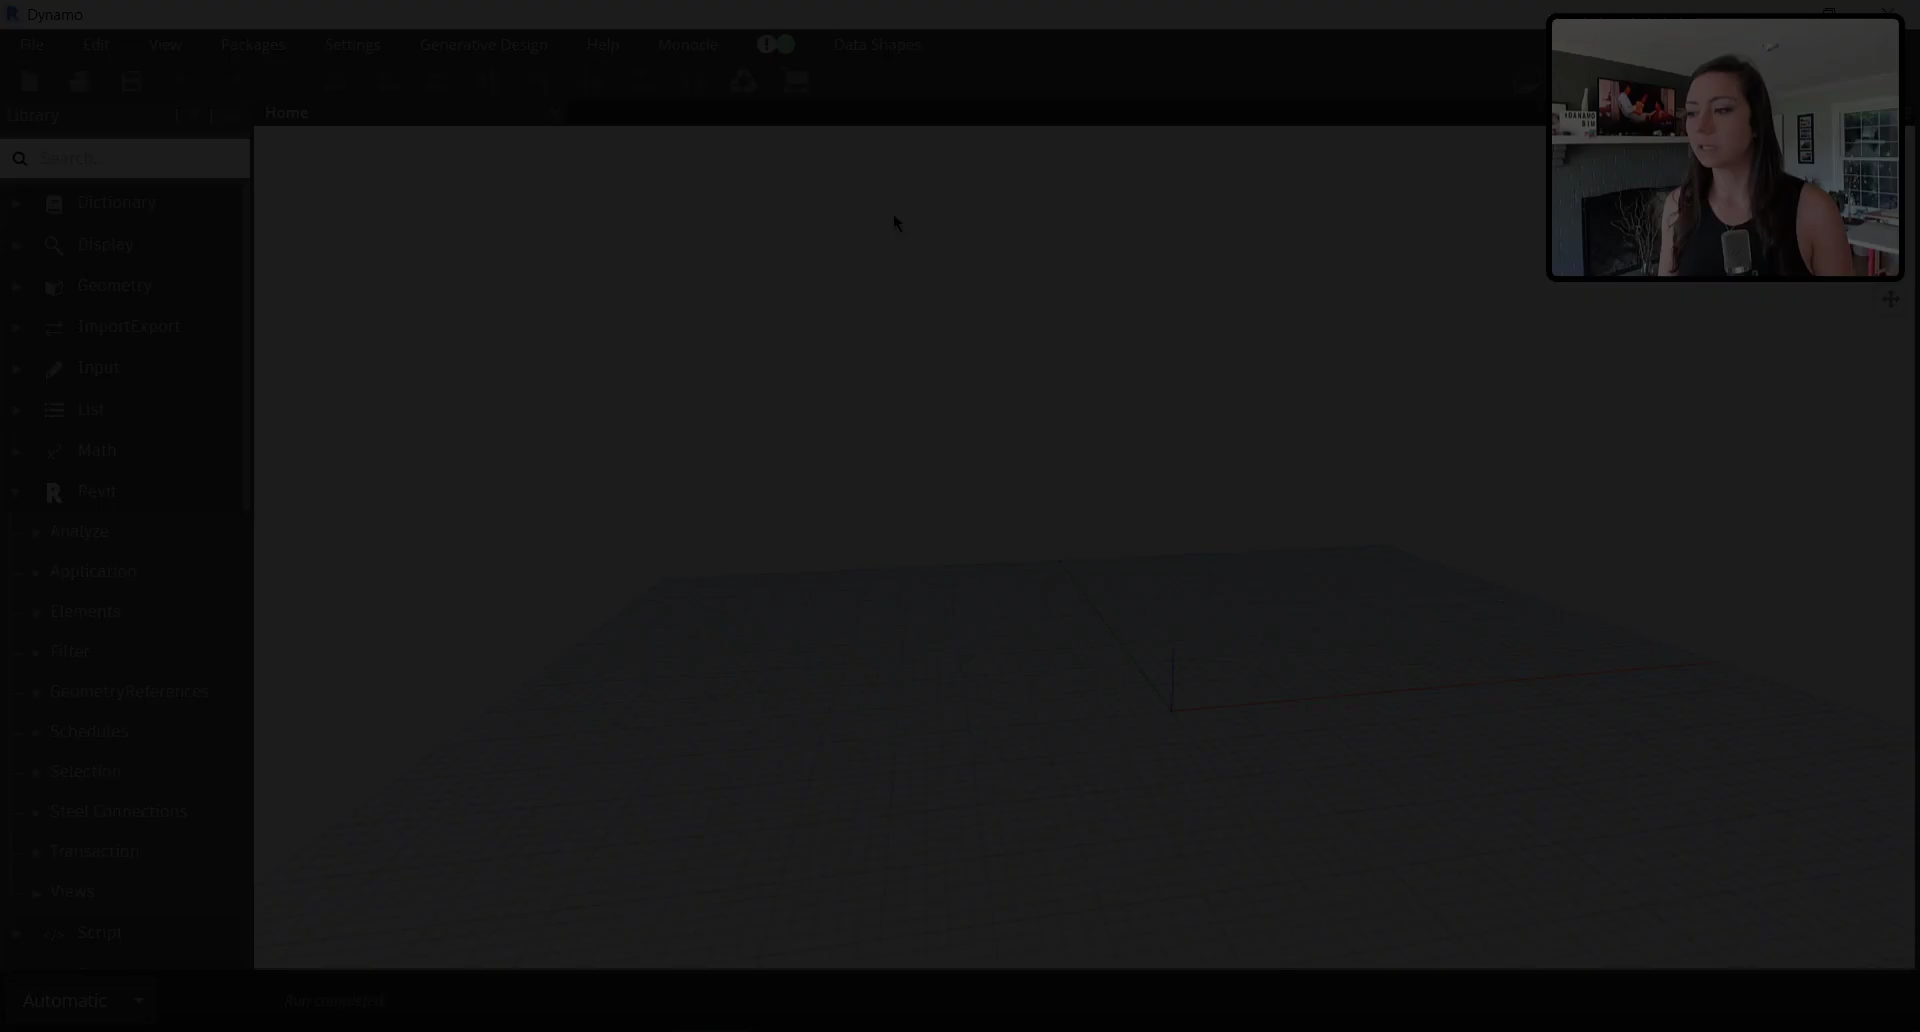 Dynamo
File Edit View Packages Settings Generative Design Help Monocle Data Shapes
Library
Home
Search...
Dictionary
Display
Geometry
ImportExport
Input
List
Math
Revit
Analyze
Application
Elements
Filter
GeometryReferences
Schedules
Selection
Steel Connections
Transaction
Views
Script
Automatic
Run completed